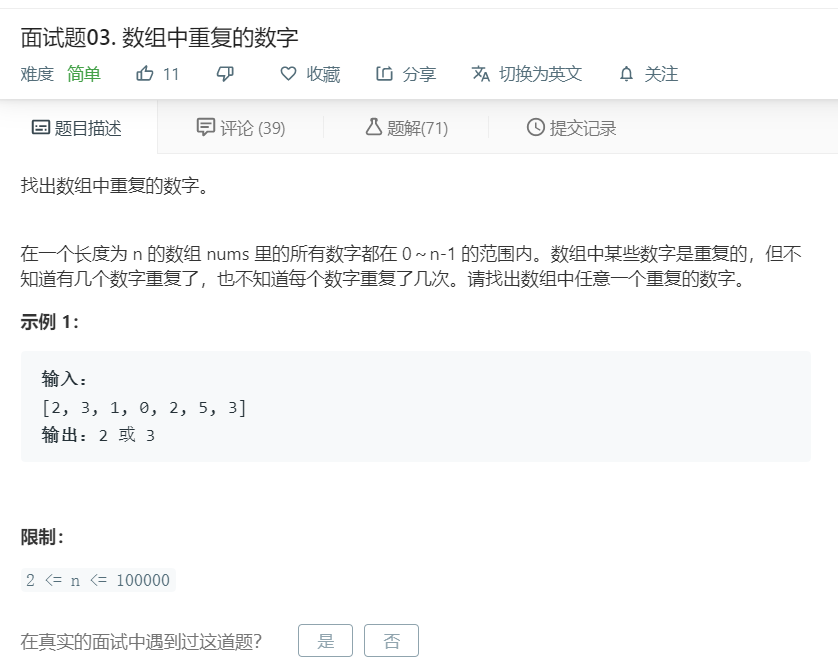 面试题03. 数组中重复的数字
难度 简单 11 收藏 分享 切换为英文 关注
题目描述 评论 (39) 题解(71) 提交记录
找出数组中重复的数字。
在一个长度为 n 的数组 nums 里的所有数字都在 0～n-1 的范围内。数组中某些数字是重复的，但不
知道有几个数字重复了，也不知道每个数字重复了几次。请找出数组中任意一个重复的数字。
示例 1：
输入：
[2, 3, 1, 0, 2, 5, 3]
输出：2 或 3
限制：
2 <= n <= 100000
在真实的面试中遇到过这道题？ 是 否